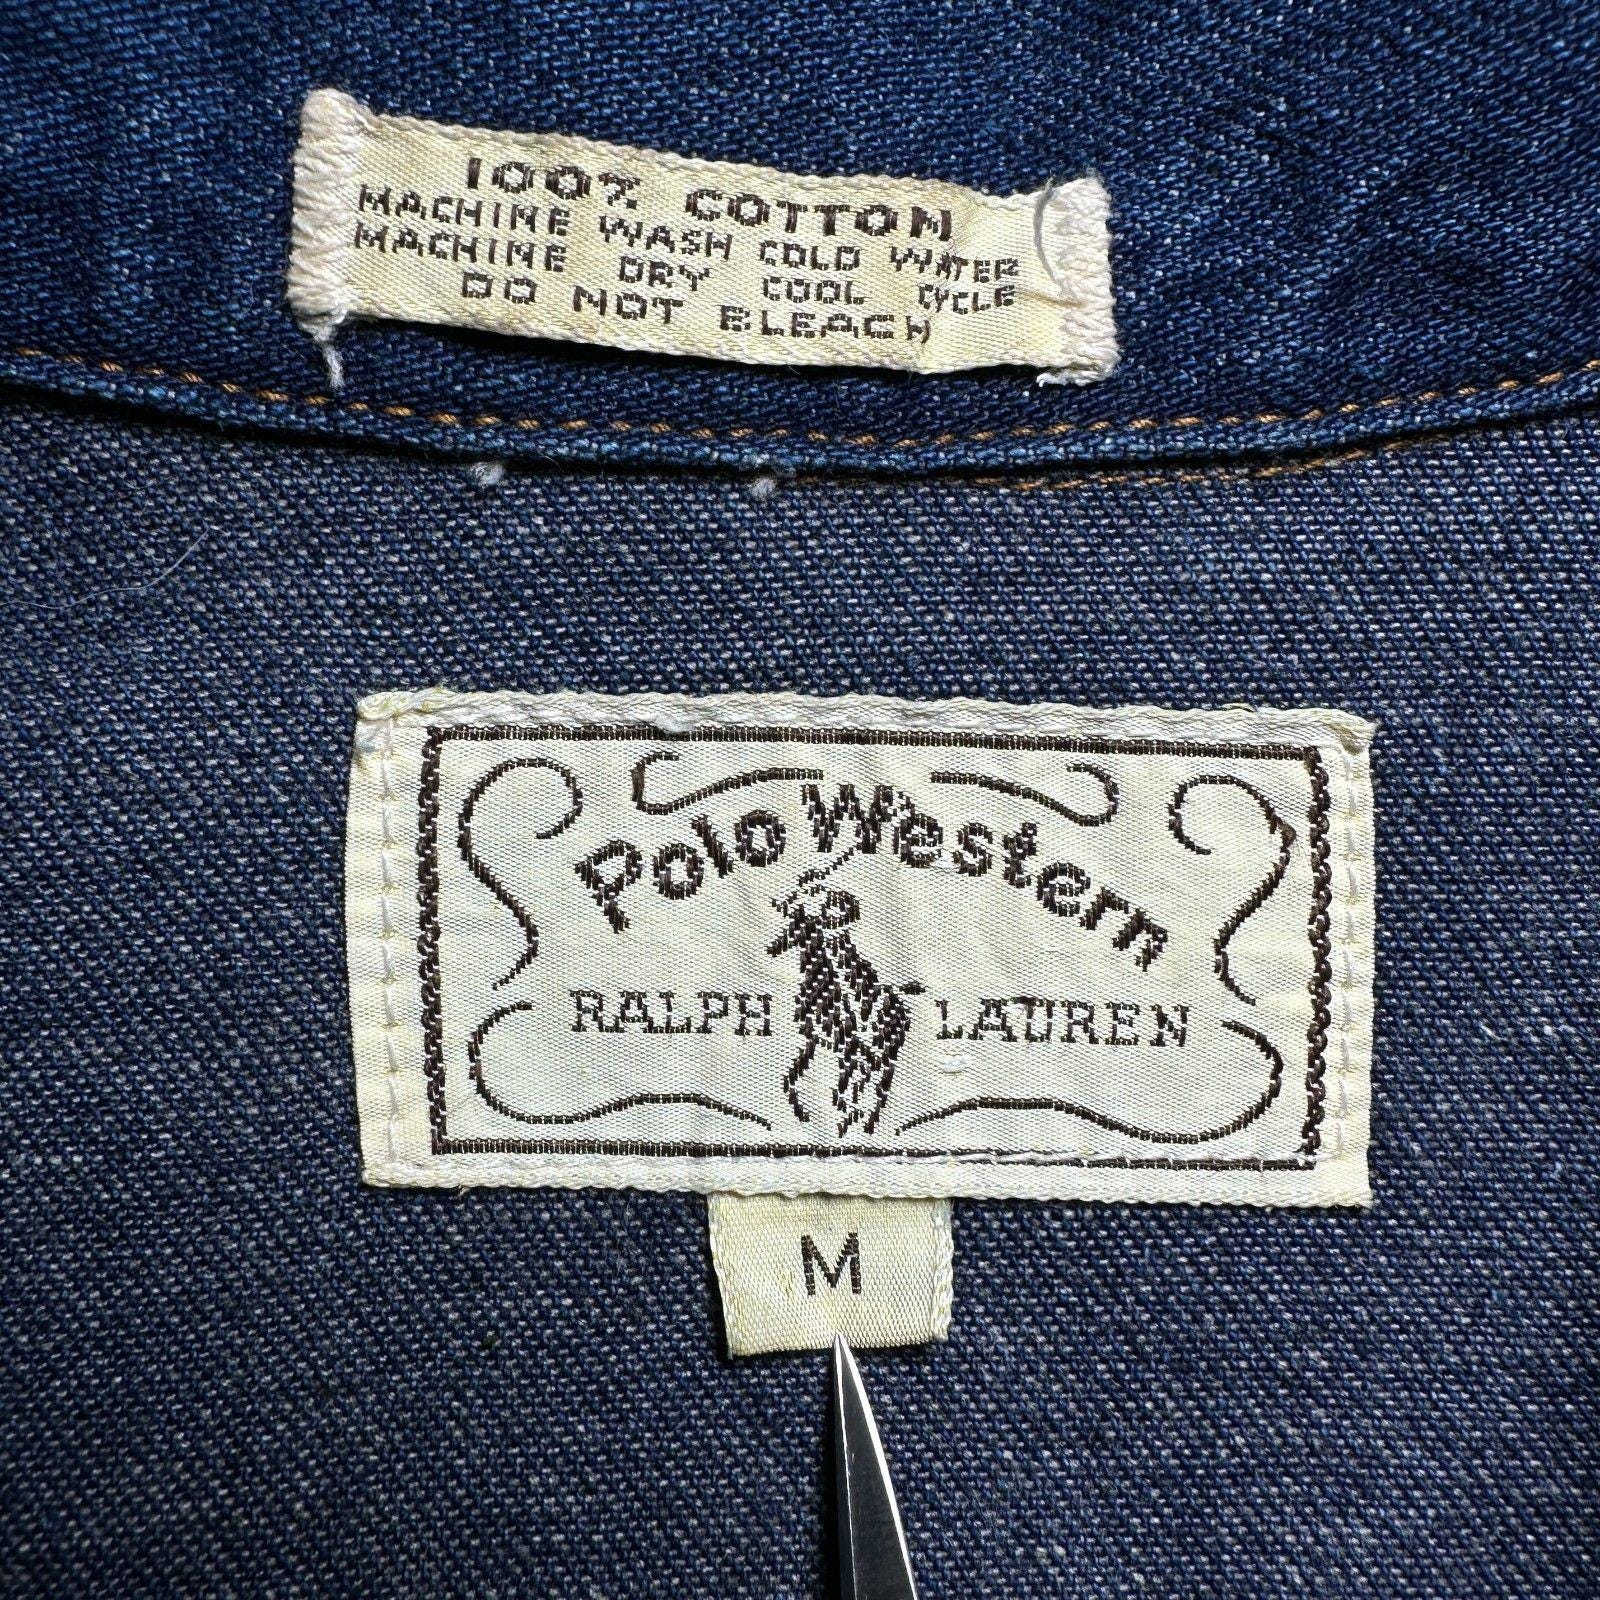 100% COTTON
MACHINE WASH COLD WATER
MACHINE DRY COOL CYCLE
DO NOT BLEACH
Polo Western
RALPH LAUREN
M